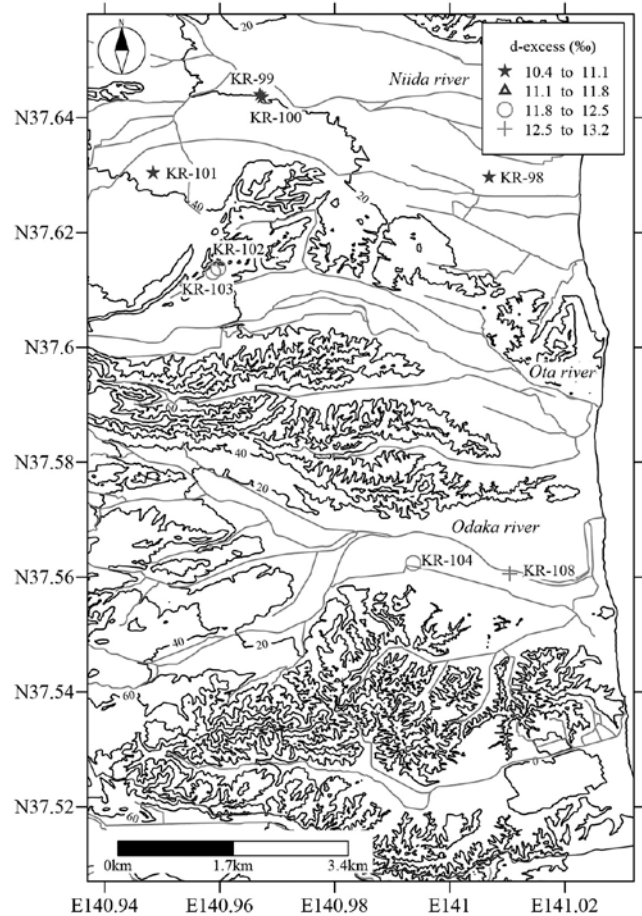 N
d-excess (‰)
10.4 to 11.1
11.1 to 11.8
11.8 to 12.5
12.5 to 13.2
Niida river
KR-99
KR-100
N37.64
KR-101
KR-98
20
40
N37.62
KR-102
KR-103
N37.6
Ota river
60
N37.58
40
20
Odaka river
KR-104
KR-108
N37.56
40
20
N37.54
60
0
N37.52
60
0km
1.7km
3.4km
E140.94
E140.96
E140.98
E141
E141.02